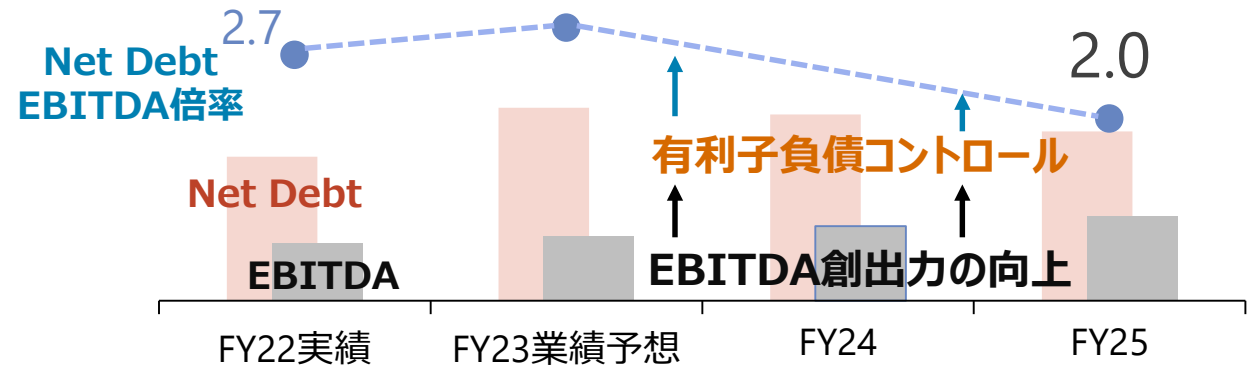 2.7
Net Debt
EBITDA倍率
2.0
有利子負債コントロール
Net Debt
EBITDA
EBITDA創出力の向上
FY22実績
FY23業績予想
FY24
FY25